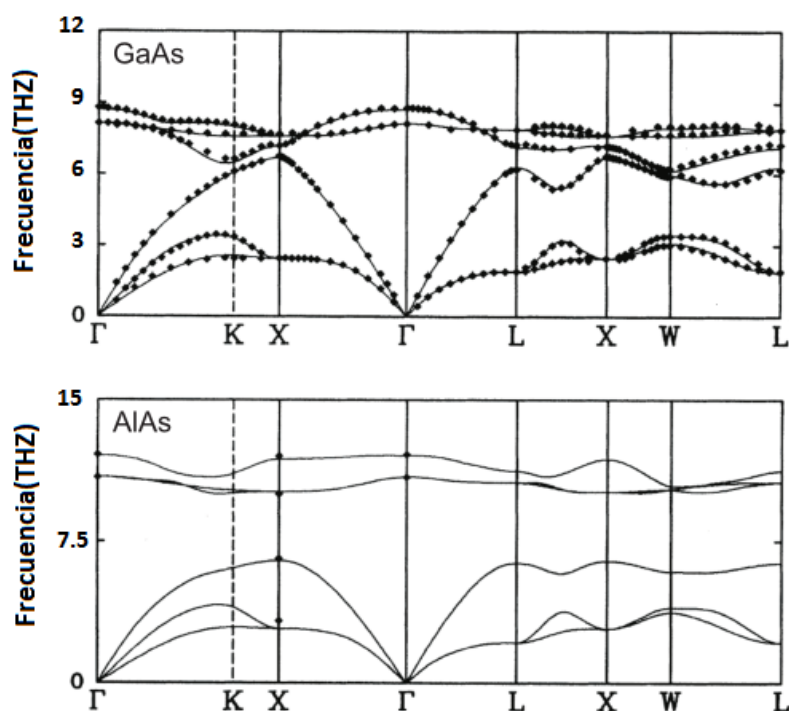 12
GaAs
9
6
3
0
Frecuencia(THZ)
Γ K X Γ L X W L
15
AlAs
7.5
0
Frecuencia(THZ)
Γ K X Γ L X W L